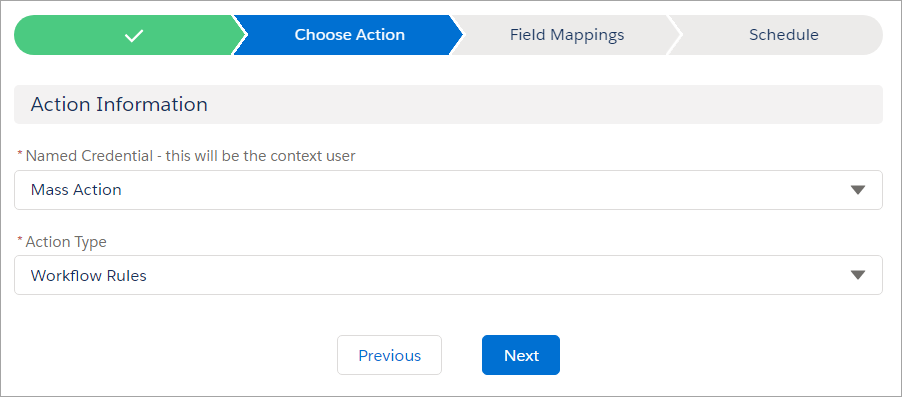 Choose Action
Field Mappings
Schedule
Action Information
* Named Credential - this will be the context user
Mass Action
* Action Type
Workflow Rules
Previous
Next